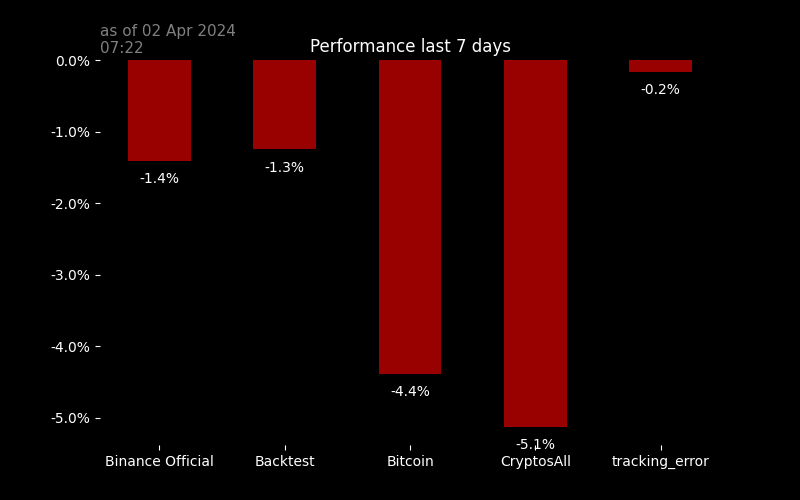 as of 02 Apr 2024
07:22
Performance last 7 days
0.0%
-1.0%
-2.0%
-3.0%
-4.0%
-5.0%
-1.4%
-1.3%
-4.4%
-5.1%
-0.2%
Binance Official
Backtest
Bitcoin
CryptosAll
tracking_error